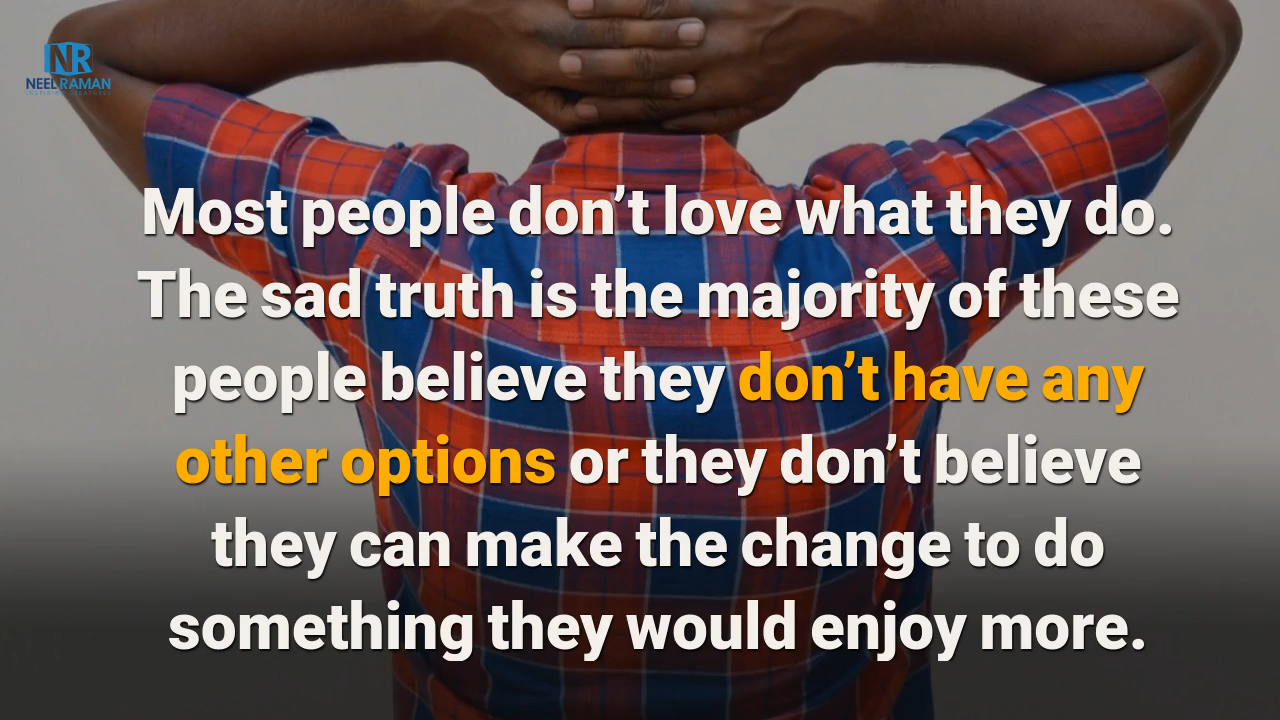 NR
NEEL RAMAN
Most people don’t love what they do.
The sad truth is the majority of these
people believe they don’t have any
other options or they don’t believe
they can make the change to do
something they would enjoy more.